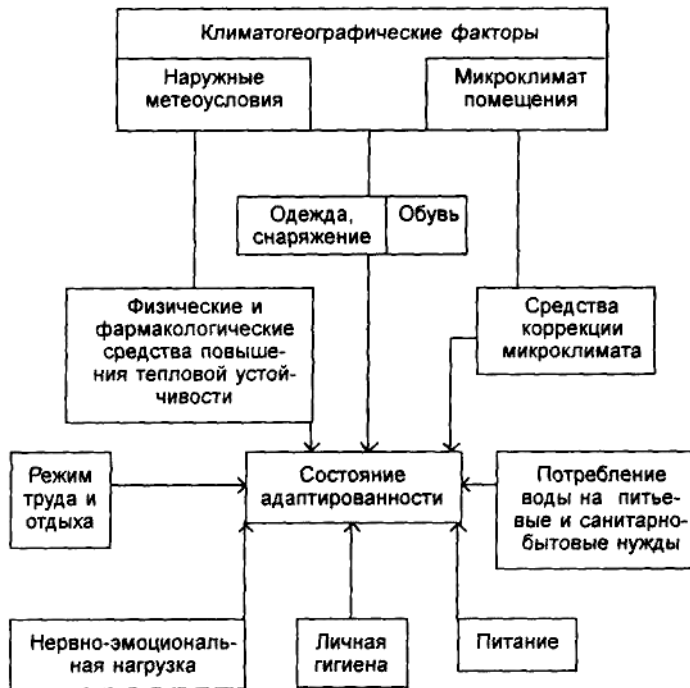 Климатогеографические факторы
Наружные
метеоусловия
Микроклимат
помещения
Одежда,
снаряжение
Обувь
Физические и
фармакологические
средства повыше-
ния тепловой устой-
чивости
Средства
коррекции
микроклимата
Режим
труда и
отдыха
Состояние
адаптированности
Потребление
воды на питье-
вые и санитарно-
бытовые нужды
Нервно-эмоциональ-
ная нагрузка
Личная
гигиена
Питание